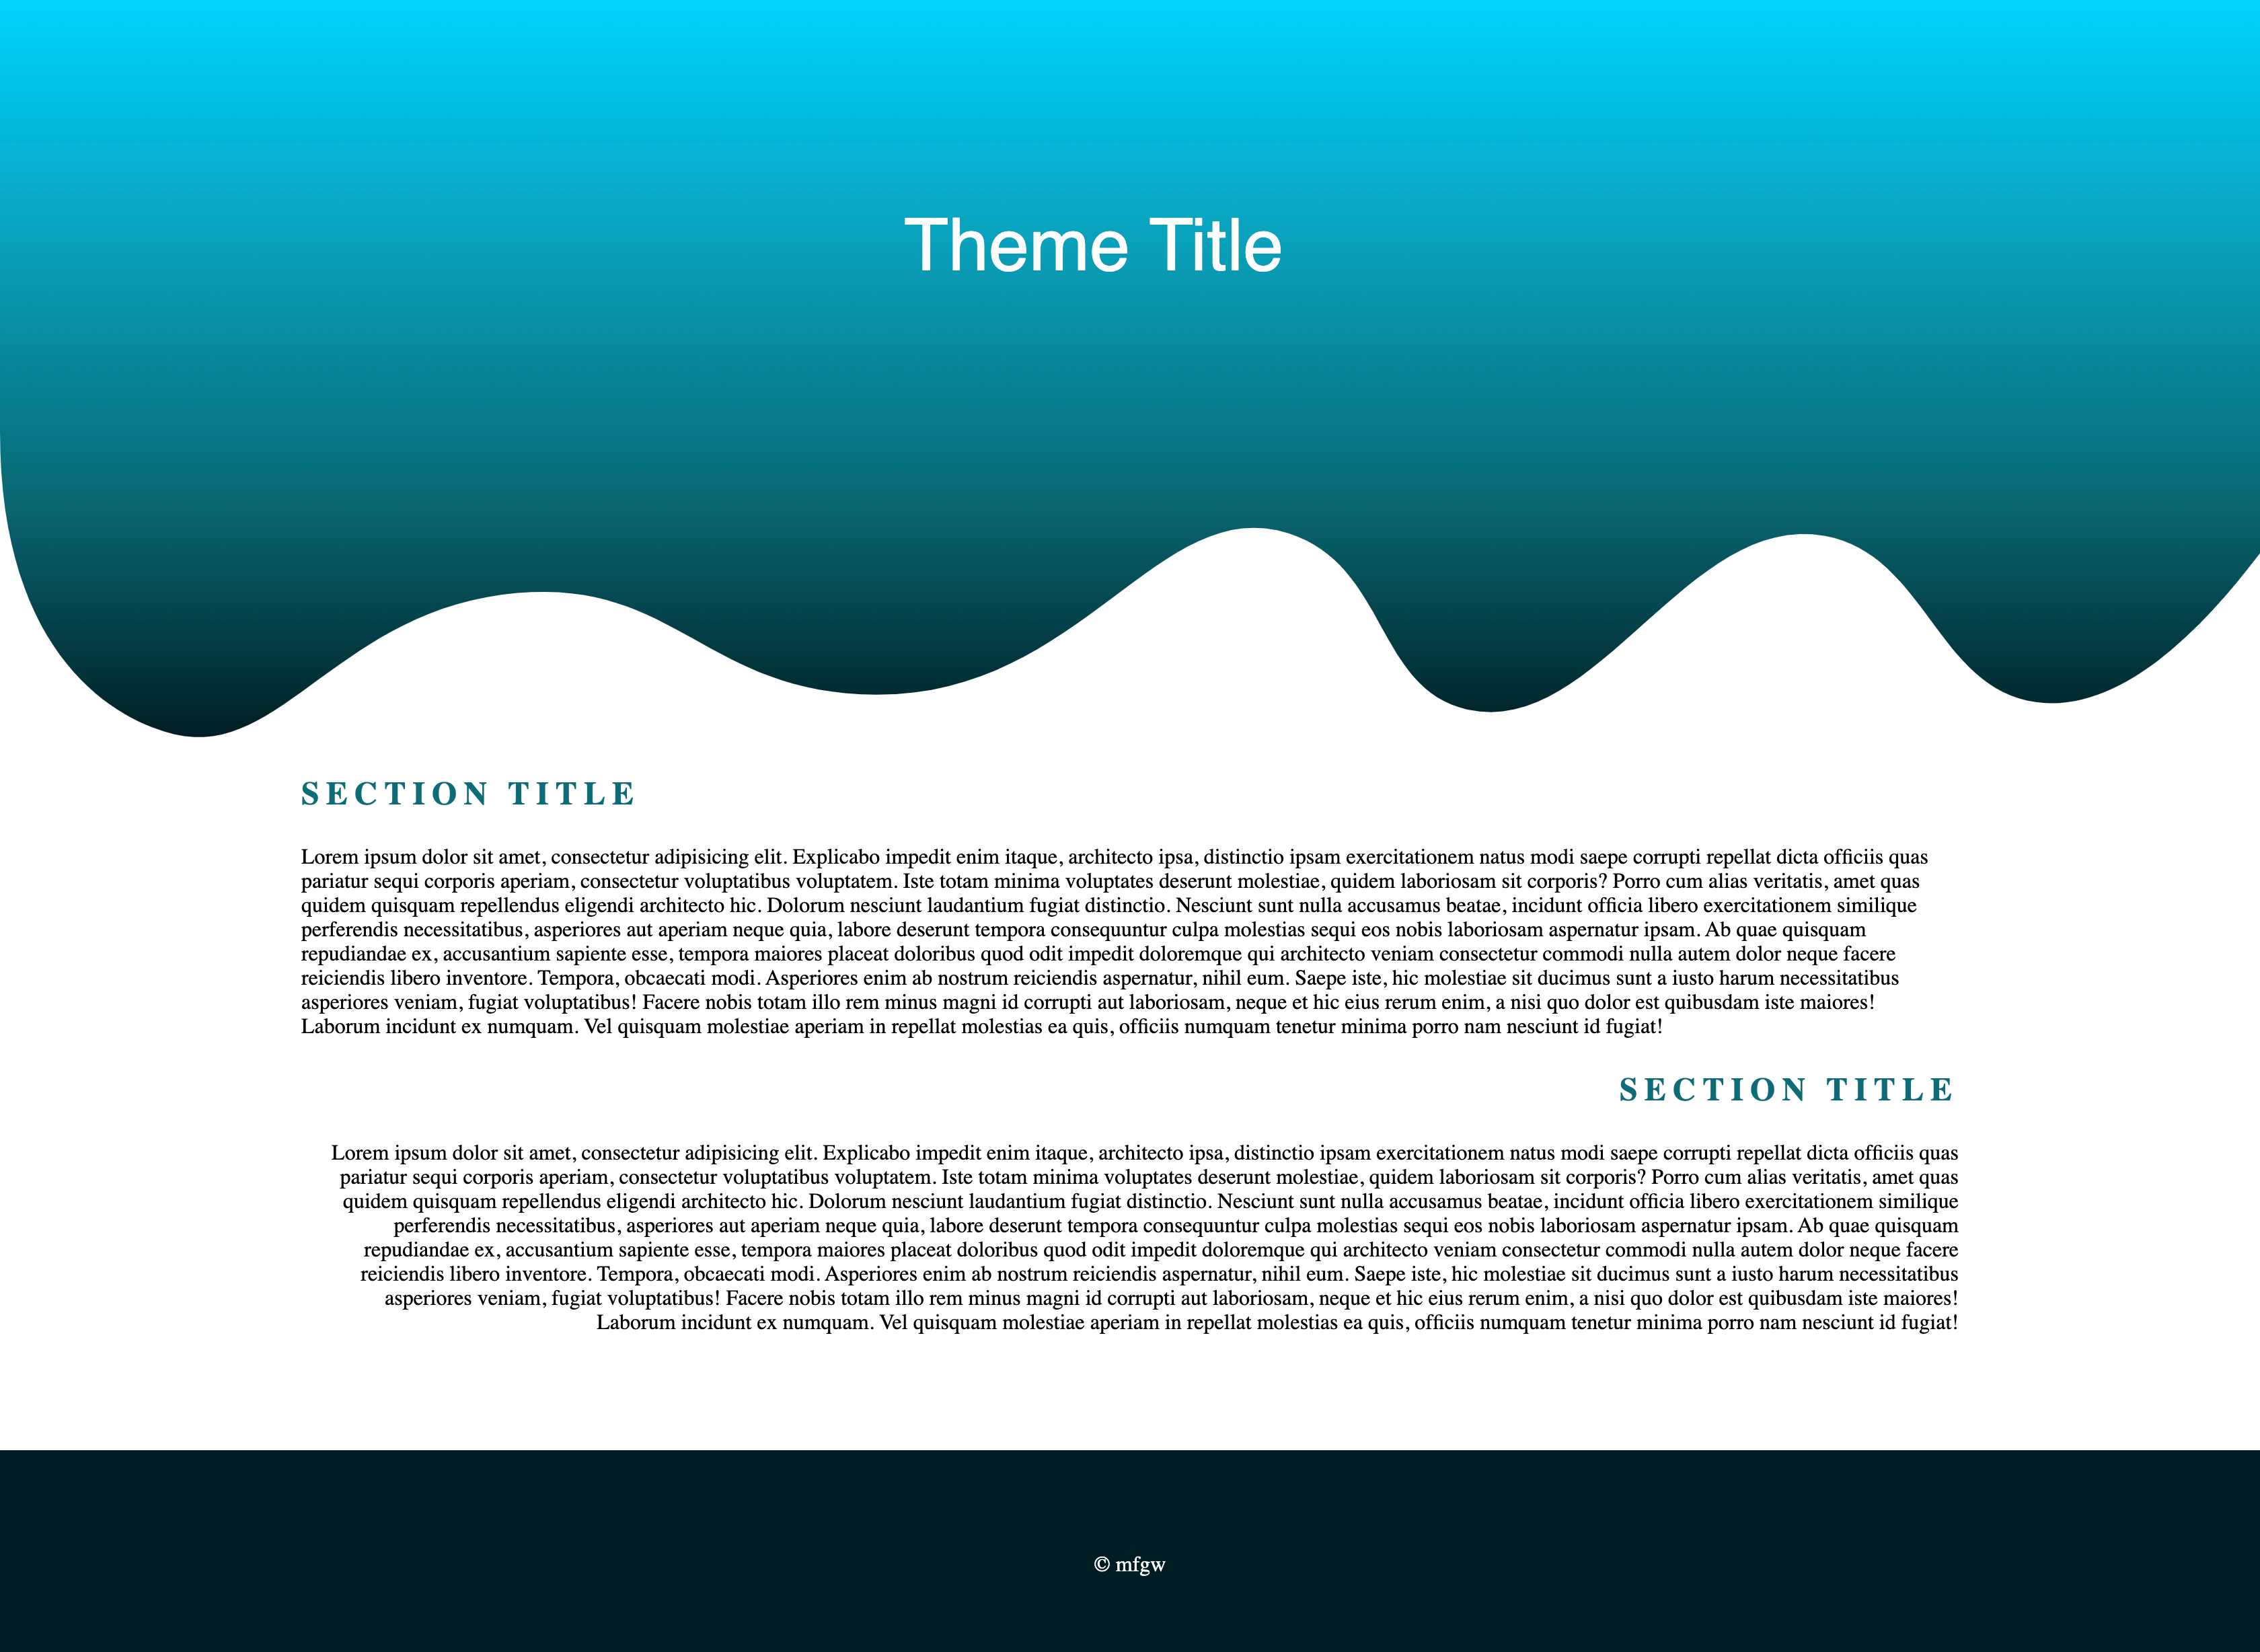 Theme Title
SECTION TITLE
Lorem ipsum dolor sit amet, consectetur adipisicing elit. Explicabo impedit enim itaque, architecto ipsa, distinctio ipsam exercitationem natus modi saepe corrupti repellat dicta officiis quas
pariatur sequi corporis aperiam, consectetur voluptatibus voluptatem. Iste totam minima voluptates deserunt molestiae, quidem laboriosam sit corporis? Porro cum alias veritatis, amet quas
quidem quisquam repellendus eligendi architecto hic. Dolorum nesciunt laudantium fugiat distinctio. Nesciunt sunt nulla accusamus beatae, incidunt officia libero exercitationem similique
perferendis necessitatibus, asperiores aut aperiam neque quia, labore deserunt tempora consequuntur culpa molestias sequi eos nobis laboriosam aspernatur ipsam. Ab quae quisquam
repudiandae ex, accusantium sapiente esse, tempora maiores placeat doloribus quod odit impedit doloremque qui architecto veniam consectetur commodi nulla autem dolor neque facere
reiciendis libero inventore. Tempora, obcaecati modi. Asperiores enim ab nostrum reiciendis aspernatur, nihil eum. Saepe iste, hic molestiae sit ducimus sunt a iusto harum necessitatibus
asperiores veniam, fugiat voluptatibus! Facere nobis totam illo rem minus magni id corrupti aut laboriosam, neque et hic eius rerum enim, a nisi quo dolor est quibusdam iste maiores!
Laborum incidunt ex numquam. Vel quisquam molestiae aperiam in repellat molestias ea quis, officiis numquam tenetur minima porro nam nesciunt id fugiat!
SECTION TITLE
Lorem ipsum dolor sit amet, consectetur adipisicing elit. Explicabo impedit enim itaque, architecto ipsa, distinctio ipsam exercitationem natus modi saepe corrupti repellat dicta officiis quas
pariatur sequi corporis aperiam, consectetur voluptatibus voluptatem. Iste totam minima voluptates deserunt molestiae, quidem laboriosam sit corporis? Porro cum alias veritatis, amet quas
quidem quisquam repellendus eligendi architecto hic. Dolorum nesciunt laudantium fugiat distinctio. Nesciunt sunt nulla accusamus beatae, incidunt officia libero exercitationem similique
perferendis necessitatibus, asperiores aut aperiam neque quia, labore deserunt tempora consequuntur culpa molestias sequi eos nobis laboriosam aspernatur ipsam. Ab quae quisquam
repudiandae ex, accusantium sapiente esse, tempora maiores placeat doloribus quod odit impedit doloremque qui architecto veniam consectetur commodi nulla autem dolor neque facere
reiciendis libero inventore. Tempora, obcaecati modi. Asperiores enim ab nostrum reiciendis aspernatur, nihil eum. Saepe iste, hic molestiae sit ducimus sunt a iusto harum necessitatibus
asperiores veniam, fugiat voluptatibus! Facere nobis totam illo rem minus magni id corrupti aut laboriosam, neque et hic eius rerum enim, a nisi quo dolor est quibusdam iste maiores!
Laborum incidunt ex numquam. Vel quisquam molestiae aperiam in repellat molestias ea quis, officiis numquam tenetur minima porro nam nesciunt id fugiat!
© mfgw